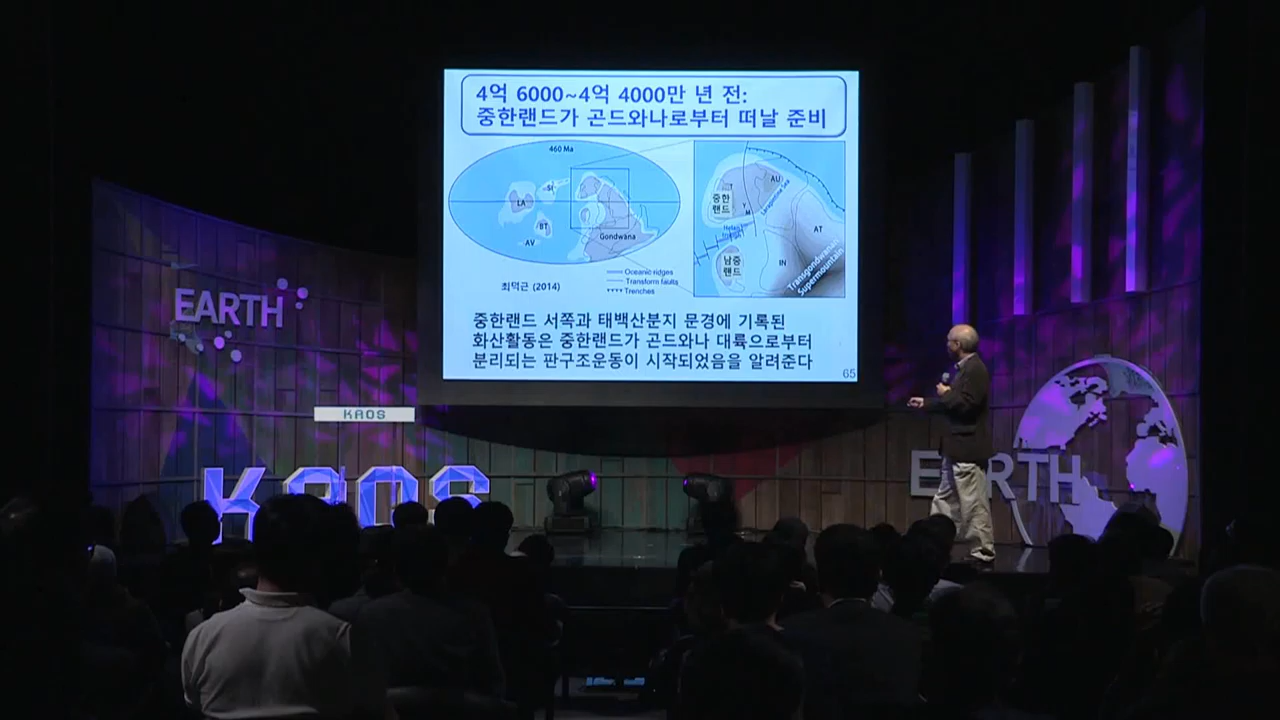 4억 6000~4억 4000만 년 전:
중한랜드가 곤드와나로부터 떠날 준비
460 Ma
SI
LA
BT
AV
Gondwana
Oceanic ridges
Transform faults
Trenches
최덕근 (2014)
T
AU
중한
랜드
Y
M
Larapintine Sea
남중
랜드
IN
AT
Transgondwanan
Supermountain
중한랜드 서쪽과 태백산분지 문경에 기록된
화산활동은 중한랜드가 곤드와나 대륙으로부터
분리되는 판구조운동이 시작되었음을 알려준다
65
EARTH
KAOS
KAOS
EARTH